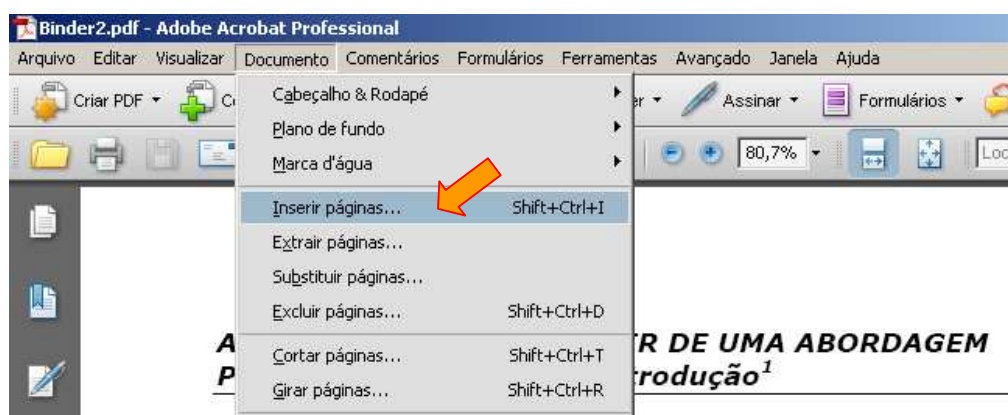 Binder2.pdf - Adobe Acrobat Professional
Arquivo Editar Visualizar Documento Comentários Formulários Ferramentas Avançado Janela Ajuda
Criar PDF Assinar Formulários
80,7%
Cabeçalho & Rodapé
Plano de fundo
Marca d'água
Inserir páginas... Shift+Ctrl+I
Extrair páginas...
Substituir páginas...
Excluir páginas... Shift+Ctrl+D
Cortar páginas... Shift+Ctrl+T
Girar páginas... Shift+Ctrl+R
DE UMA ABORDAGEM